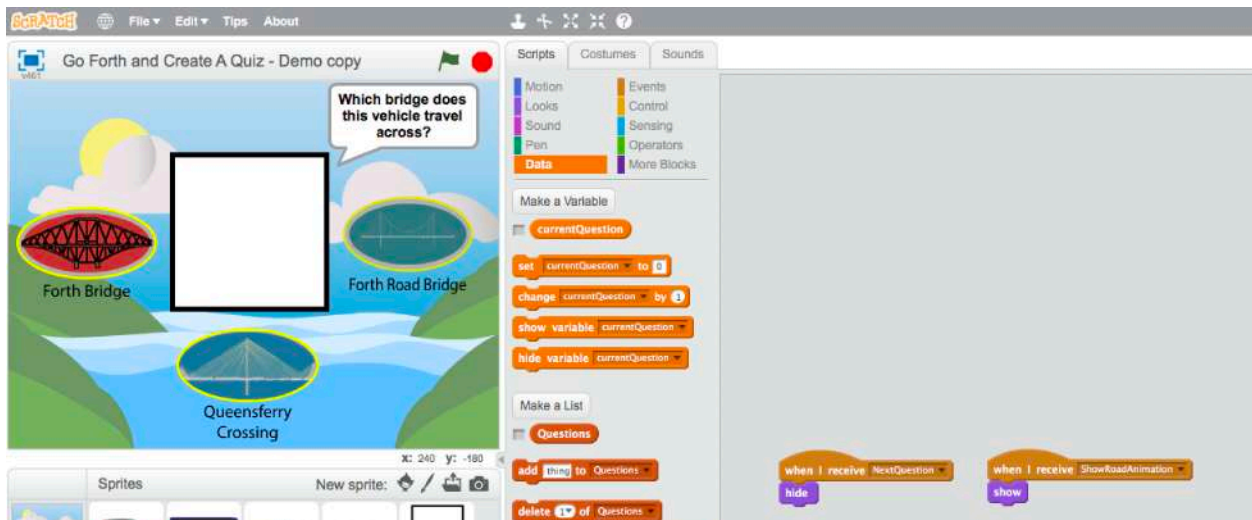 SCRATCH File Edit Tips About
Go Forth and Create A Quiz - Demo copy
v461
Which bridge does
this vehicle travel
across?
Forth Bridge
Forth Road Bridge
Queensferry
Crossing
x: 240 y: -180
Sprites New sprite:
Scripts Costumes Sounds
Motion Events
Looks Control
Sound Sensing
Pen Operators
Data More Blocks
Make a Variable
currentQuestion
set currentQuestion to 0
change currentQuestion by 1
show variable currentQuestion
hide variable currentQuestion
Make a List
Questions
add thing to Questions
delete 1 of Questions
when I receive NextQuestion
hide
when I receive ShowRoadAnimation
show